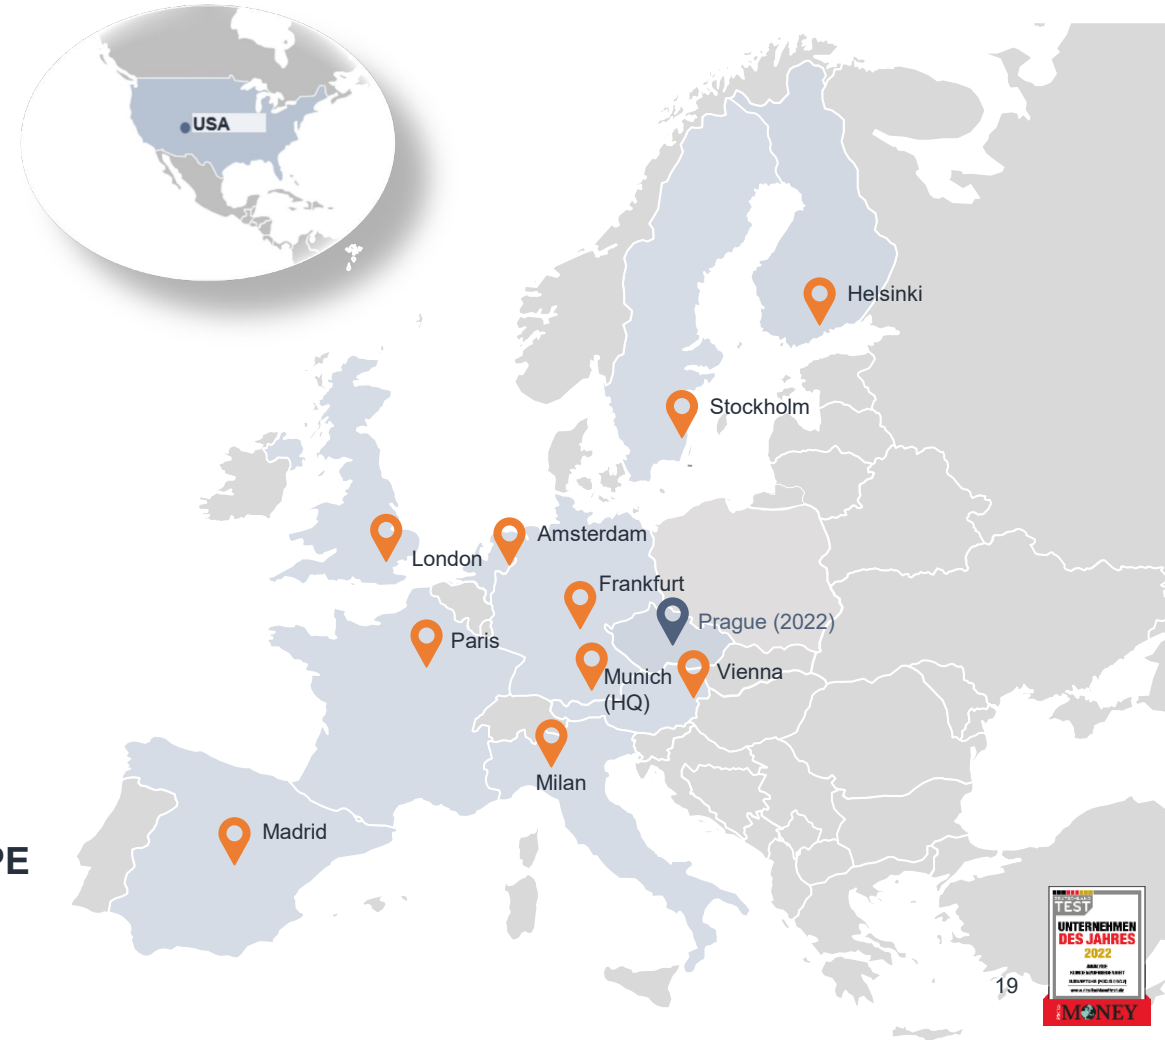 USA
Helsinki
Stockholm
Amsterdam
London
Frankfurt
Prague (2022)
Paris
Munich
(HQ)
Vienna
Milan
Madrid
PE
19
TEST
UNTERNEHMEN
DES JAHRES
2022
MONEY